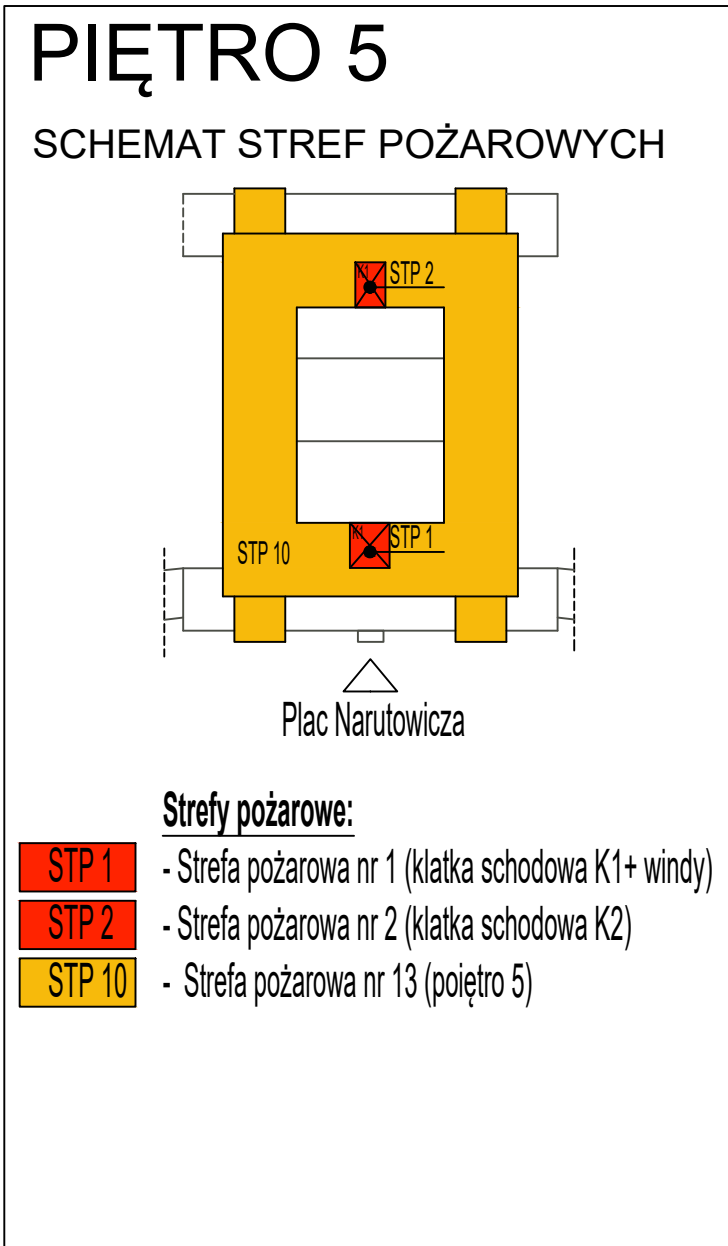 PIĘTRO 5
SCHEMAT STREF POŻAROWYCH
K1 STP 2
K1 STP 1
STP 10
Plac Narutowicza
Strefy pożarowe:
STP 1 - Strefa pożarowa nr 1 (klatka schodowa K1+ windy)
STP 2 - Strefa pożarowa nr 2 (klatka schodowa K2)
STP 10 - Strefa pożarowa nr 13 (poiętro 5)